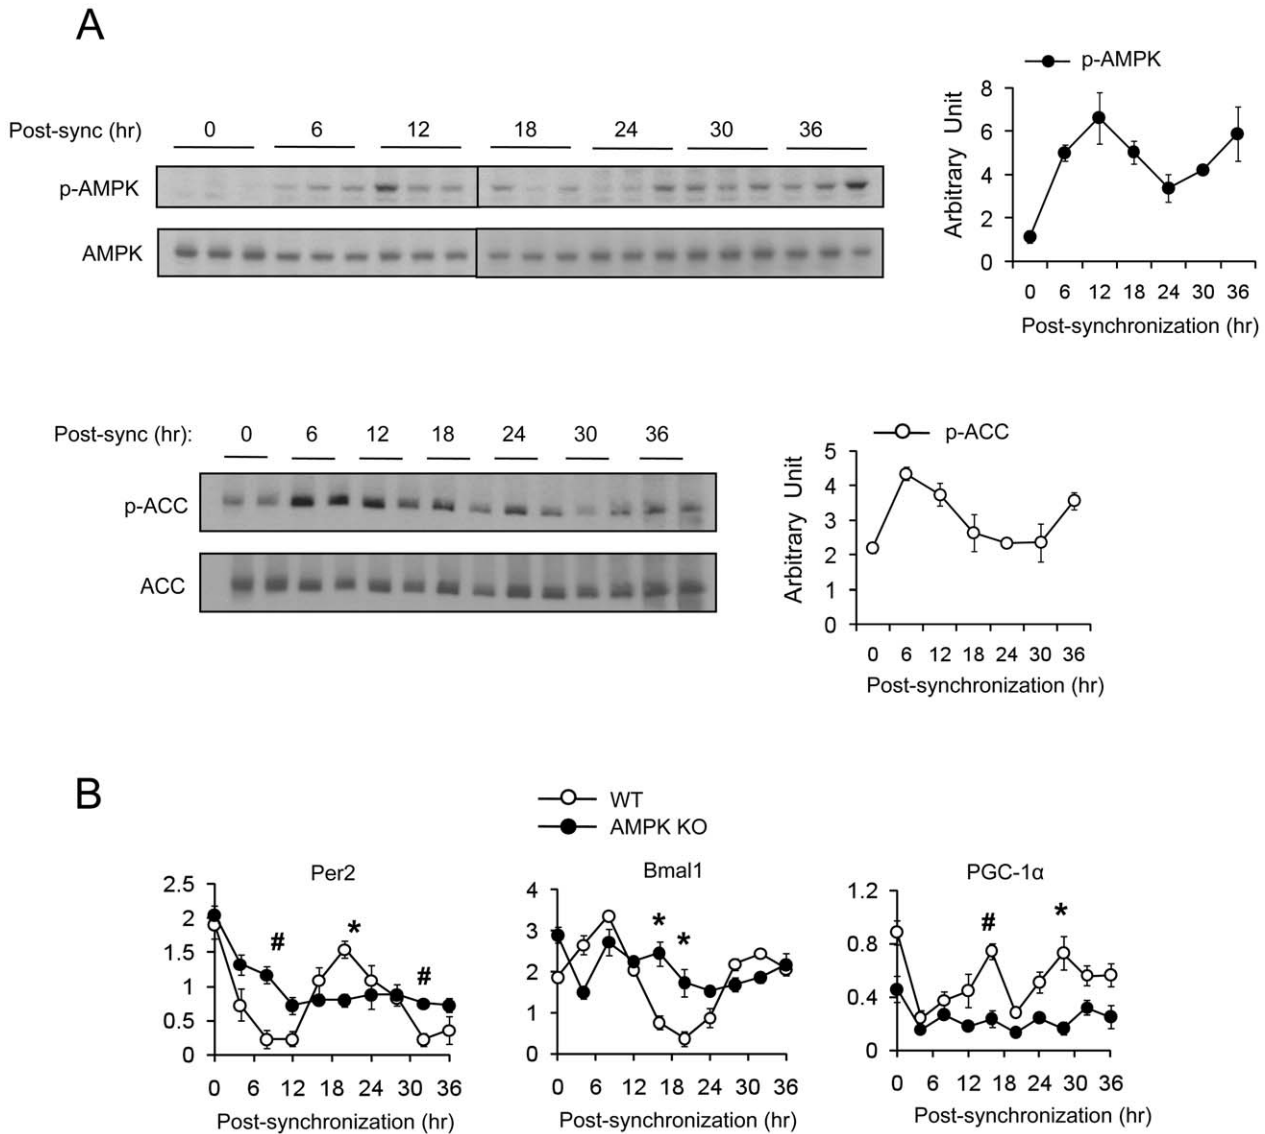 A
p-AMPK
Post-sync (hr) 0 6 12 18 24 30 36
p-AMPK
AMPK
Arbitrary Unit
8
6
4
2
0
0 6 12 18 24 30 36
Post-synchronization (hr)
Post-sync (hr): 0 6 12 18 24 30 36
p-ACC
ACC
p-ACC
Arbitrary Unit
5
4
3
2
1
0
0 6 12 18 24 30 36
Post-synchronization (hr)
B
WT
AMPK KO
Per2
2.5
2
1.5
1
0.5
0
# * #
0 6 12 18 24 30 36
Post-synchronization (hr)
Bmal1
4
3
2
1
0
* *
0 6 12 18 24 30 36
Post-synchronization (hr)
PGC-1α
1.2
0.8
0.4
0
# *
0 6 12 18 24 30 36
Post-synchronization (hr)